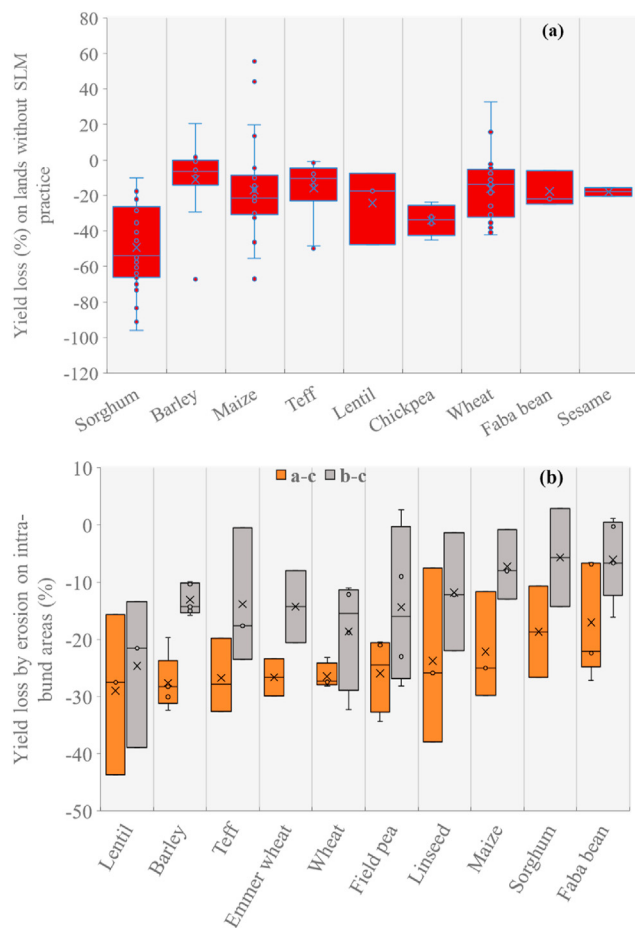 (a)
Yield loss (%) on lands without SLM
practice
80
60
40
20
0
-20
-40
-60
-80
-100
-120
Sorghum
Barley
Maize
Teff
Lentil
Chickpea
Wheat
Faba bean
Sesame
a-c b-c (b)
Yield loss by erosion on intra-
bund areas (%)
10
0
-10
-20
-30
-40
-50
Lentil
Barley
Teff
Emmer wheat
Wheat
Field pea
Linseed
Maize
Sorghum
Faba bean